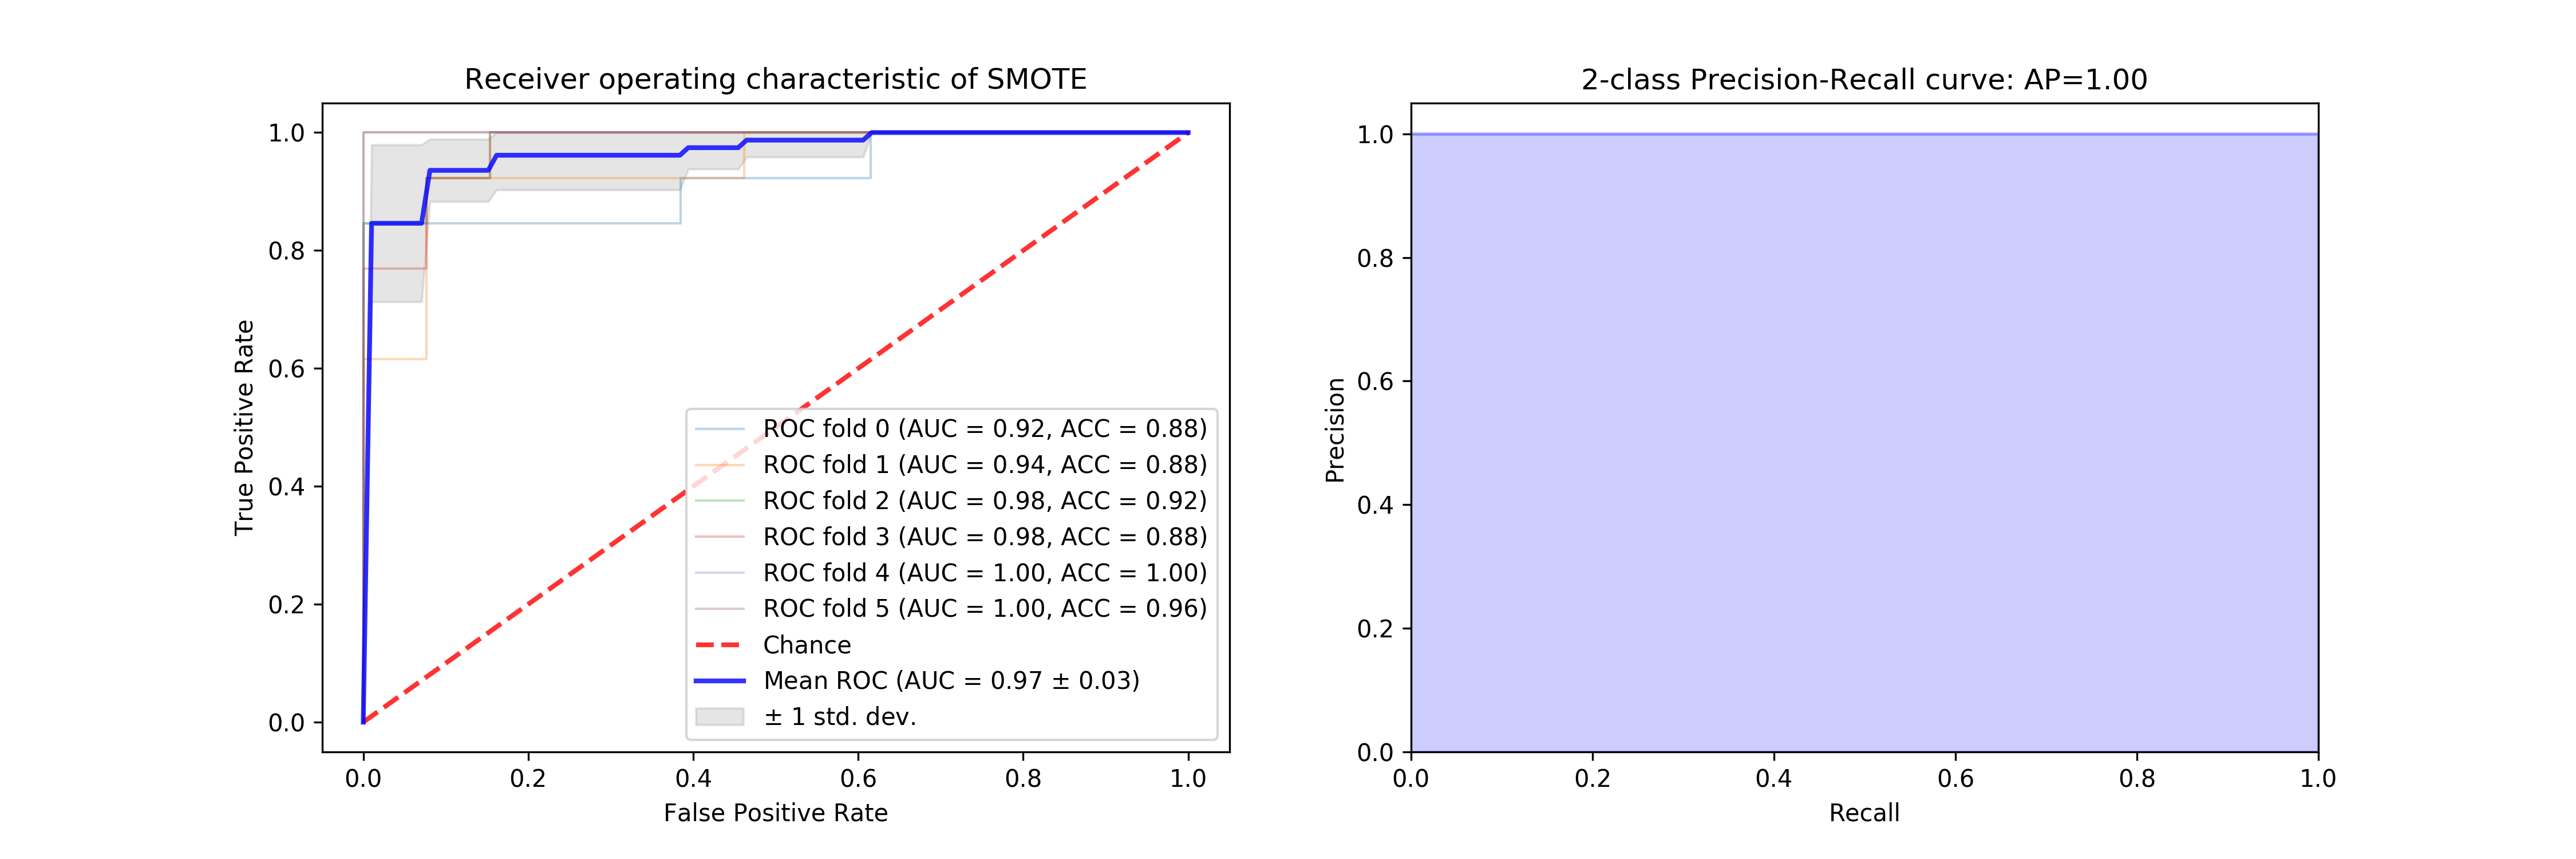 Receiver operating characteristic of SMOTE
True Positive Rate
1.0
0.8
0.6
0.4
0.2
0.0
ROC fold 0 (AUC = 0.92, ACC = 0.88)
ROC fold 1 (AUC = 0.94, ACC = 0.88)
ROC fold 2 (AUC = 0.98, ACC = 0.92)
ROC fold 3 (AUC = 0.98, ACC = 0.88)
ROC fold 4 (AUC = 1.00, ACC = 1.00)
ROC fold 5 (AUC = 1.00, ACC = 0.96)
Chance
Mean ROC (AUC = 0.97 ± 0.03)
± 1 std. dev.
0.0 0.2 0.4 0.6 0.8 1.0
False Positive Rate
2-class Precision-Recall curve: AP=1.00
Precision
1.0
0.8
0.6
0.4
0.2
0.0
0.0 0.2 0.4 0.6 0.8 1.0
Recall